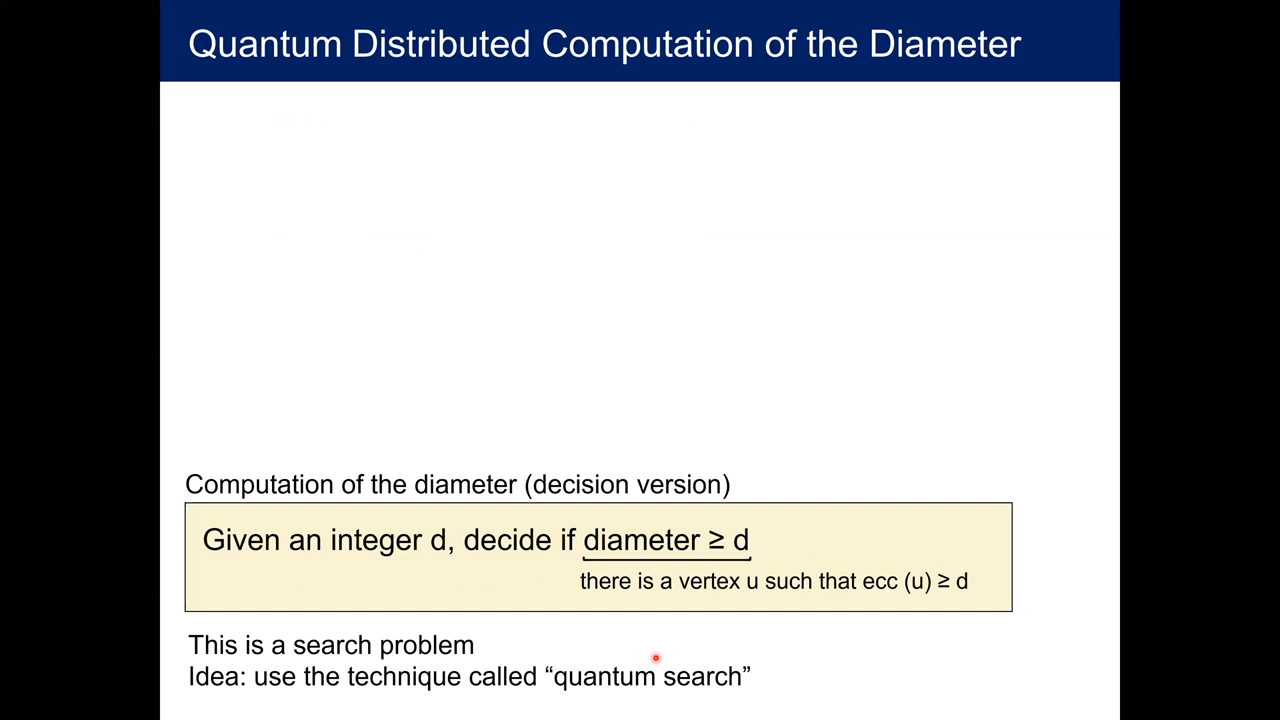 Quantum Distributed Computation of the Diameter
Computation of the diameter (decision version)
Given an integer d, decide if diameter ≥ d
there is a vertex u such that ecc (u) ≥ d
This is a search problem
Idea: use the technique called “quantum search”